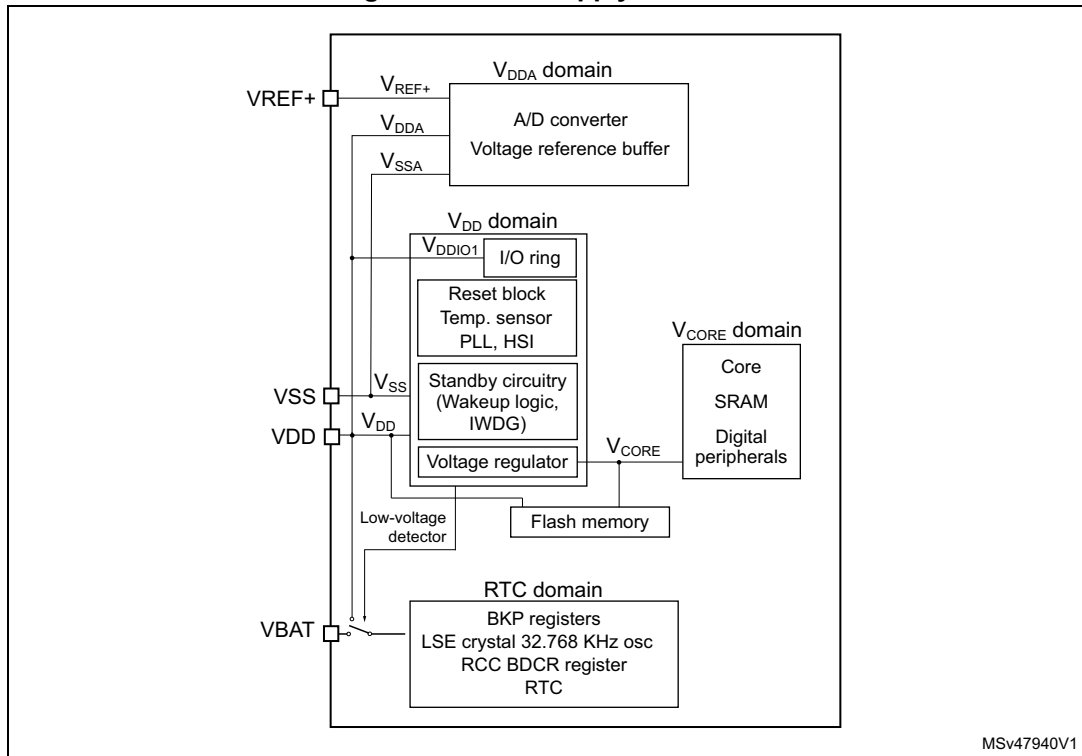 VREF+
VREF+
VDDA
VSSA
VDDA domain
A/D converter
Voltage reference buffer
VDD domain
VDDIO1
I/O ring
Reset block
Temp. sensor
PLL, HSI
Standby circuitry
(Wakeup logic,
IWDG)
Voltage regulator
VSS
VSS
VDD
VDD
VCORE
VCORE domain
Core
SRAM
Digital
peripherals
Flash memory
Low-voltage
detector
VBAT
RTC domain
BKP registers
LSE crystal 32.768 KHz osc
RCC BDCR register
RTC
MSv47940V1